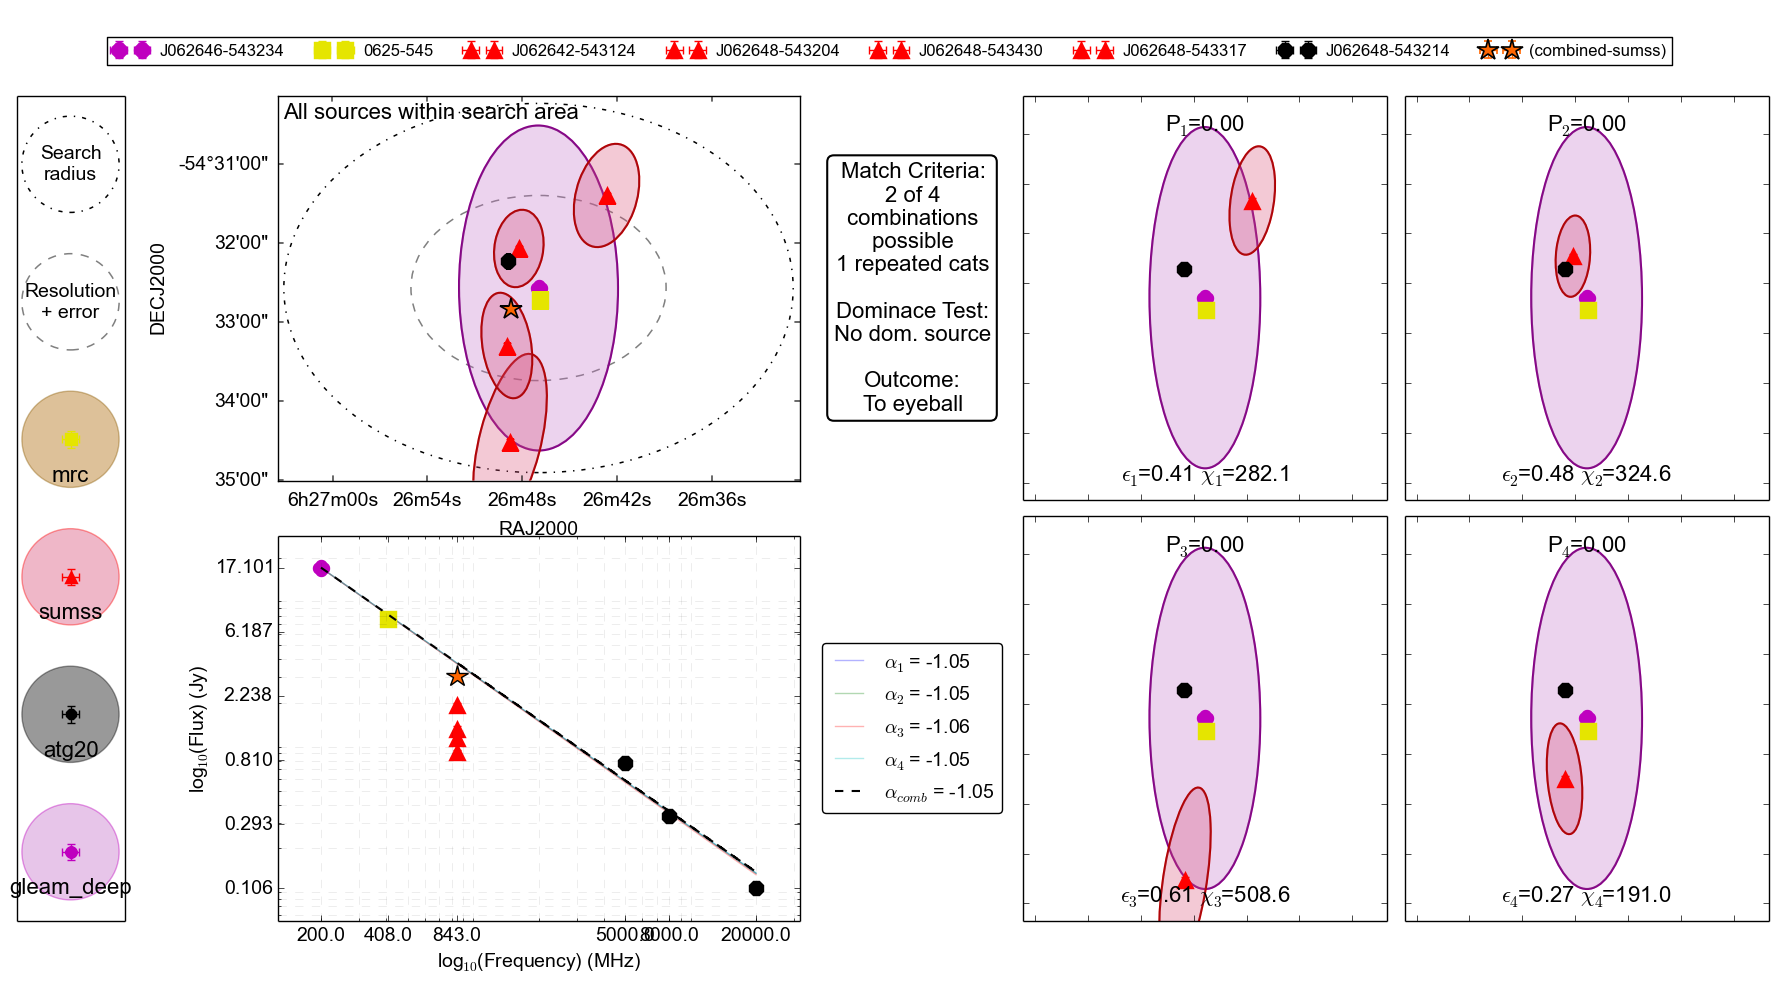 J062646-543234
0625-545
J062642-543124
J062648-543204
J062648-543430
J062648-543317
J062648-543214
(combined-sumss)
Search
radius
Resolution
+ error
mrc
sumss
atg20
gleam_deep
All sources within search area
DECJ2000
-54°31'00"
32'00"
33'00"
34'00"
35'00"
6h27m00s
26m54s
26m48s
26m42s
26m36s
RAJ2000
Match Criteria:
2 of 4
combinations
possible
1 repeated cats
Dominace Test:
No dom. source
Outcome:
To eyeball
P1=0.00
ϵ1=0.41 χ1=282.1
P2=0.00
ϵ2=0.48 χ2=324.6
P3=0.00
ϵ3=0.61 χ3=508.6
P4=0.00
ϵ4=0.27 χ4=191.0
log10(Flux) (Jy)
17.101
6.187
2.238
0.810
0.293
0.106
200.0
408.0
843.0
5000.0
8000.0
20000.0
log10(Frequency) (MHz)
α1 = -1.05
α2 = -1.05
α3 = -1.06
α4 = -1.05
αcomb = -1.05